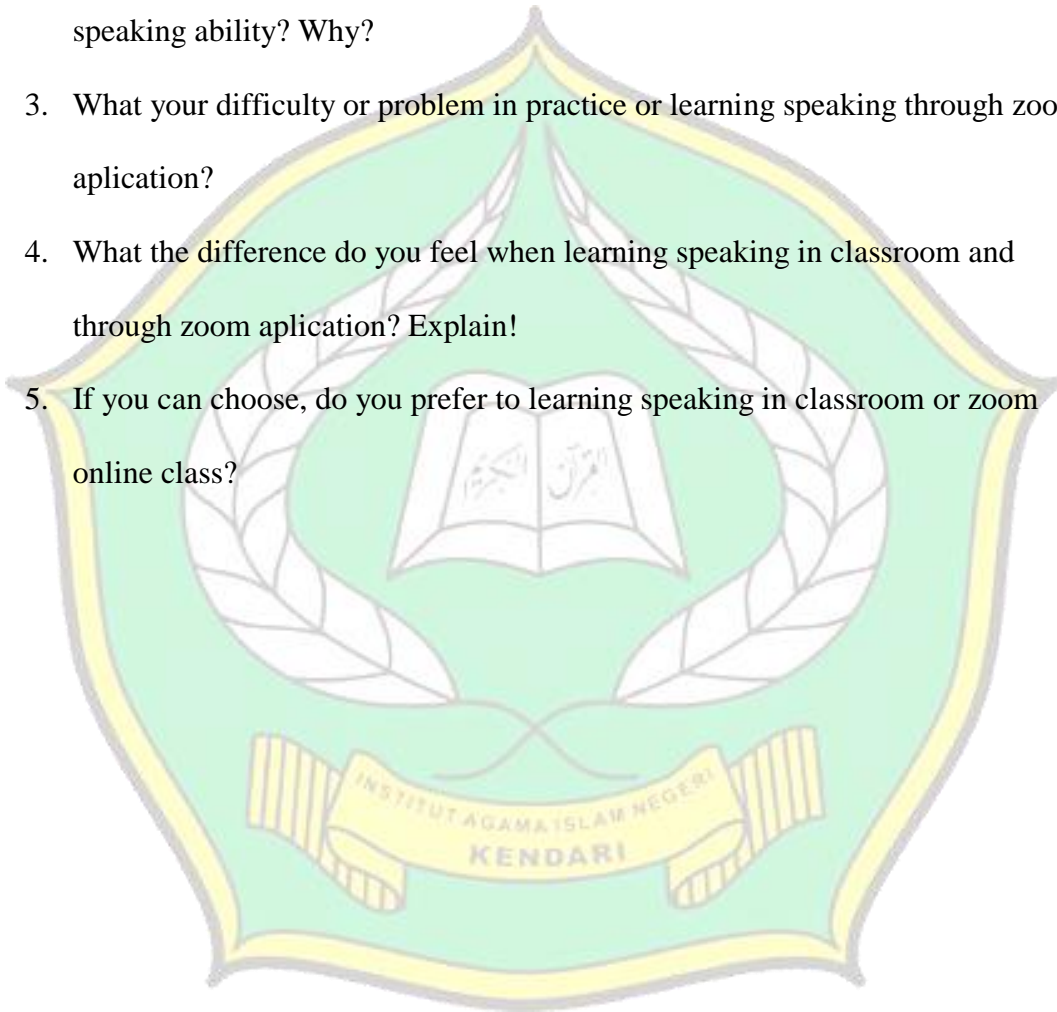 speaking ability? Why?
3. What your difficulty or problem in practice or learning speaking through zoo
aplication?
4. What the difference do you feel when learning speaking in classroom and
through zoom aplication? Explain!
5. If you can choose, do you prefer to learning speaking in classroom or zoom
online class?
القرآن الكريم
INSTITUT AGAMA ISLAM NEGERI
KENDARI